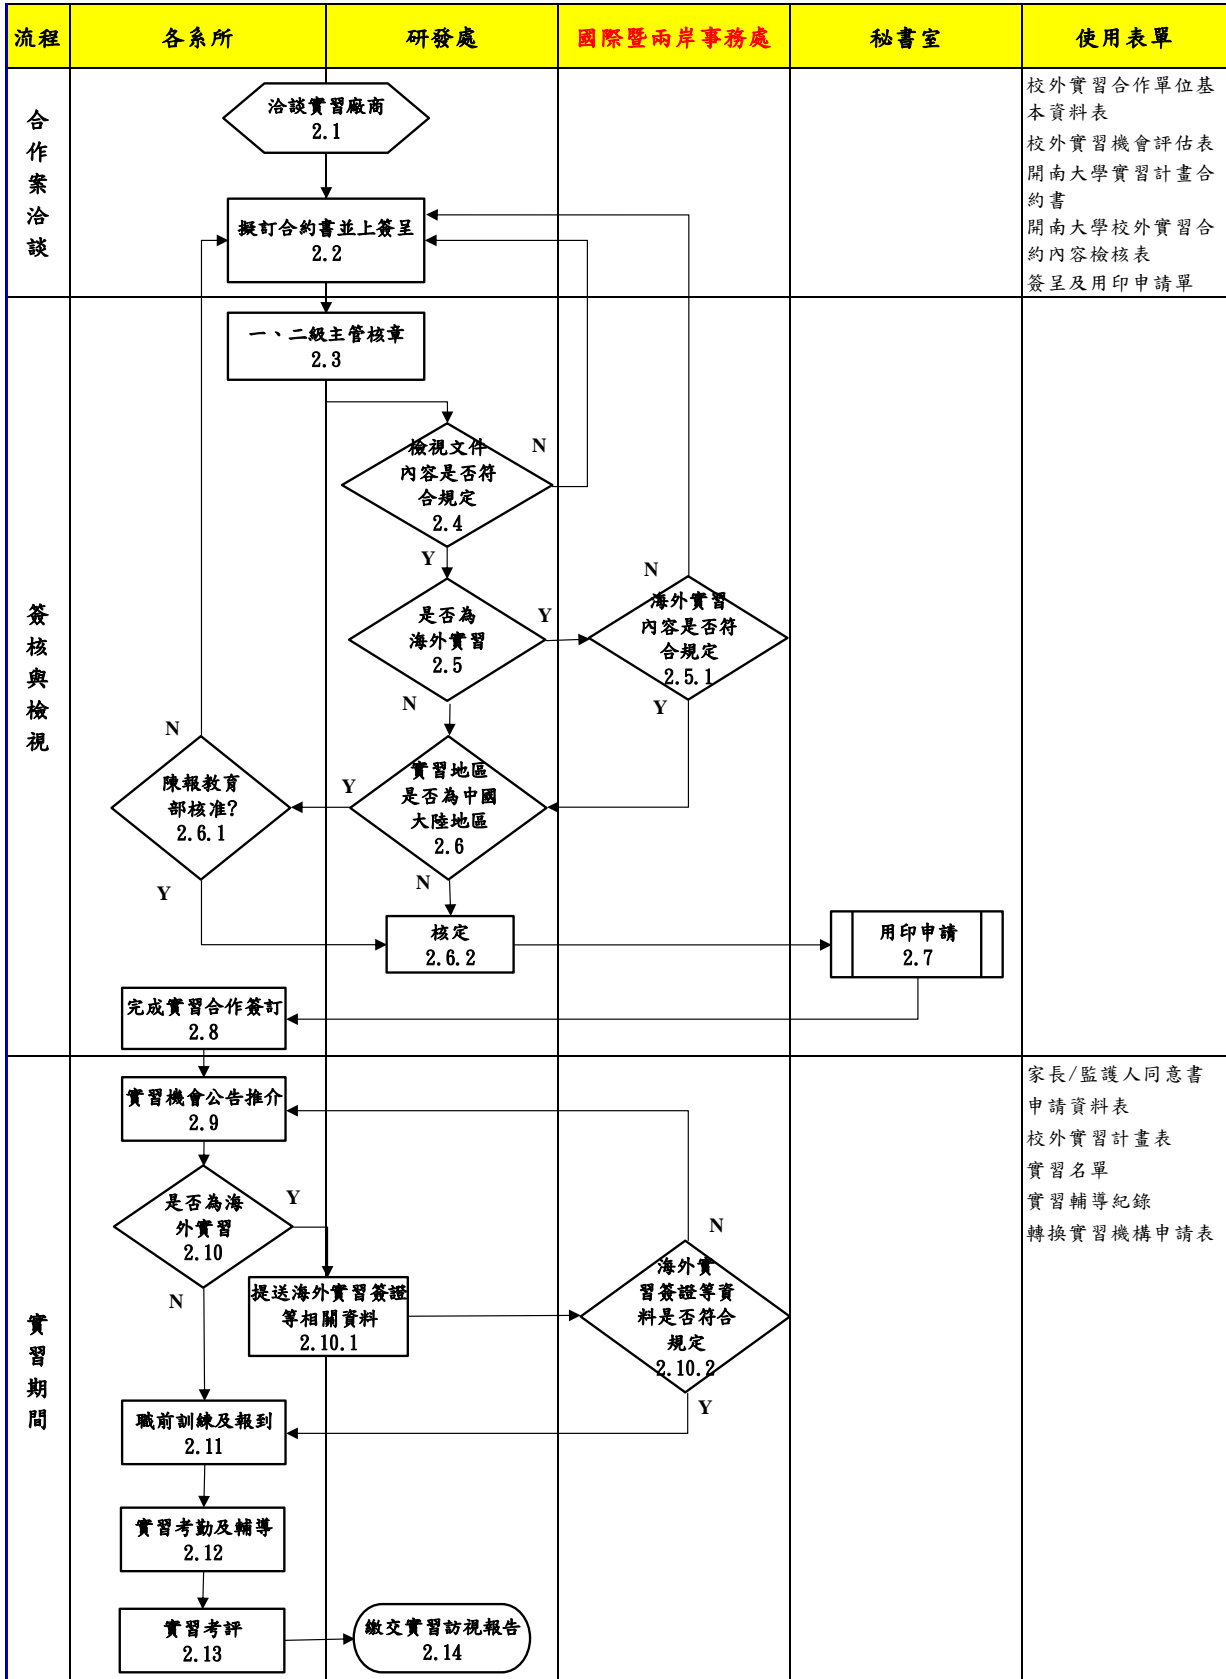 流程
各系所
研發處
國際暨兩岸事務處
秘書室
使用表單
合
作
案
洽
談
洽談實習廠商
2.1
擬訂合約書並上簽呈
2.2
校外實習合作單位基
本資料表
校外實習機會評估表
開南大學實習計畫合
約書
開南大學校外實習合
約內容檢核表
簽呈及用印申請單
簽
核
與
檢
視
一、二級主管核章
2.3
檢視文件
內容是否符
合規定
2.4
N
Y
是否為
海外實習
2.5
Y
N
N
海外實習
內容是否符
合規定
2.5.1
Y
實習地區
是否為中國
大陸地區
2.6
Y
N
N
陳報教育
部核准?
2.6.1
Y
核定
2.6.2
用印申請
2.7
完成實習合作簽訂
2.8
實
習
期
間
實習機會公告推介
2.9
是否為海
外實習
2.10
Y
N
提送海外實習簽證
等相關資料
2.10.1
N
海外實
習簽證等資
料是否符合
規定
2.10.2
Y
職前訓練及報到
2.11
實習考勤及輔導
2.12
實習考評
2.13
繳交實習訪視報告
2.14
家長/監護人同意書
申請資料表
校外實習計畫表
實習名單
實習輔導紀錄
轉換實習機構申請表